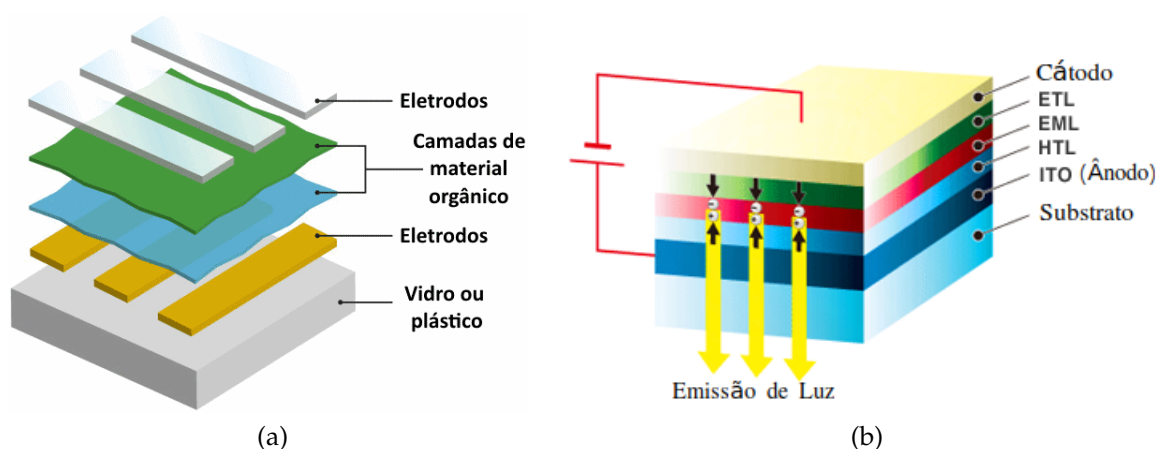 Eletrodos
Camadas de
material
orgânico
Eletrodos
Vidro ou
plástico
(a)
Cátodo
ETL
EML
HTL
ITO (Ânodo)
Substrato
Emissão de Luz
(b)